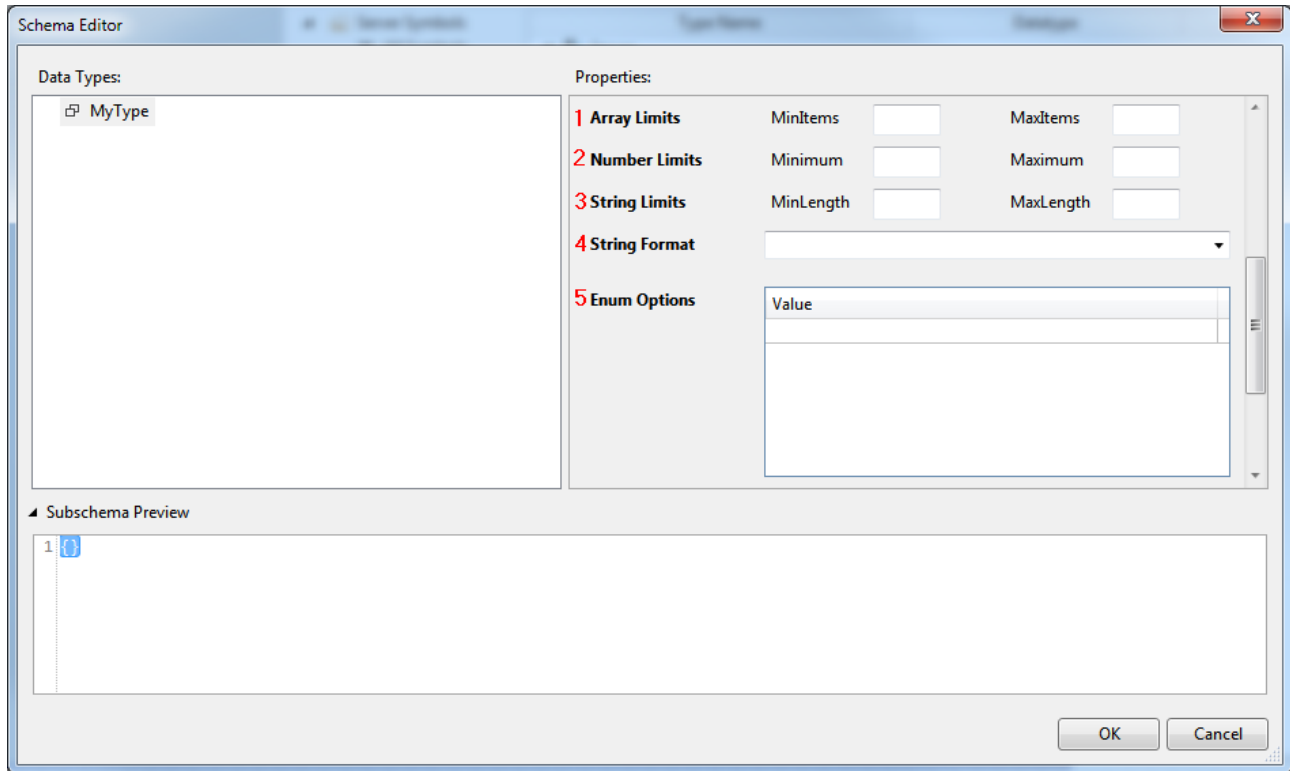 Schema Editor
Data Types:
Properties:
MyType
1 Array Limits MinItems MaxItems
2 Number Limits Minimum Maximum
3 String Limits MinLength MaxLength
4 String Format
5 Enum Options Value
Subschema Preview
1 {}
OK Cancel